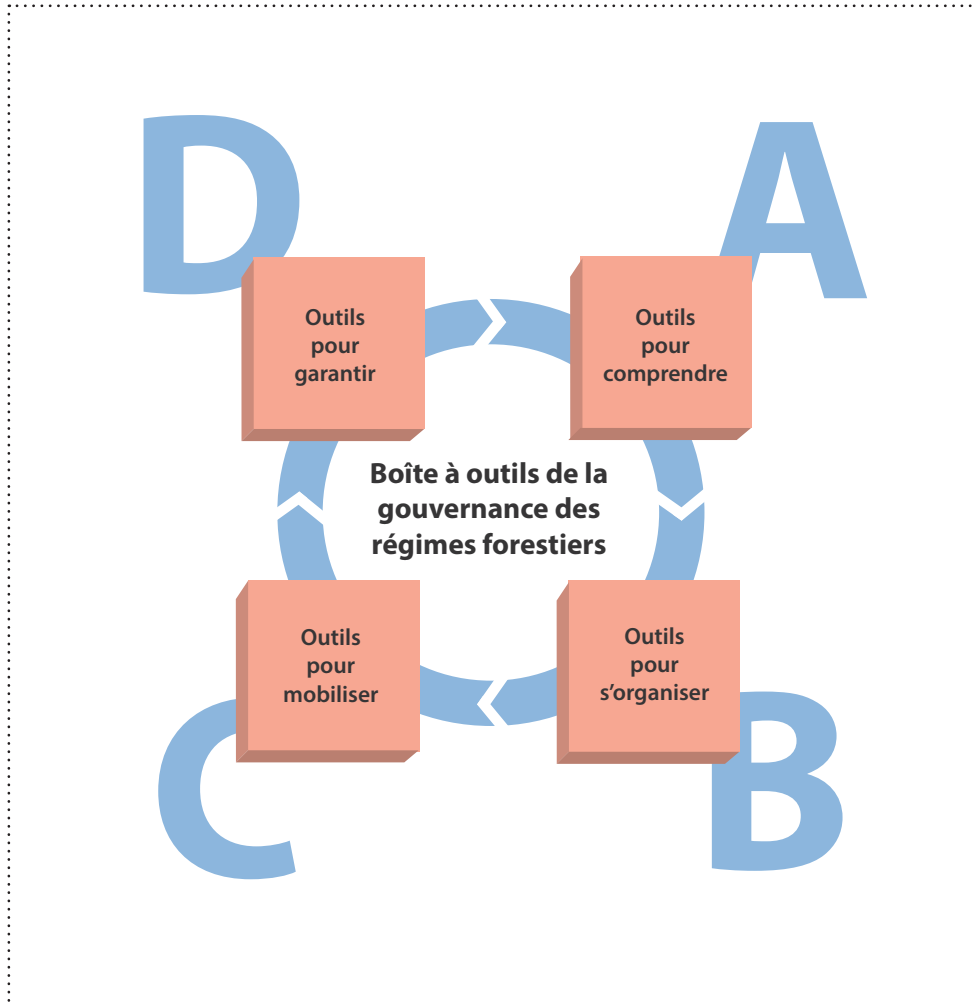 D
A
Outils
pour
garantir
Outils
pour
comprendre
Boîte à outils de la
gouvernance des
régimes forestiers
Outils
pour
mobiliser
Outils
pour
s’organiser
C
B